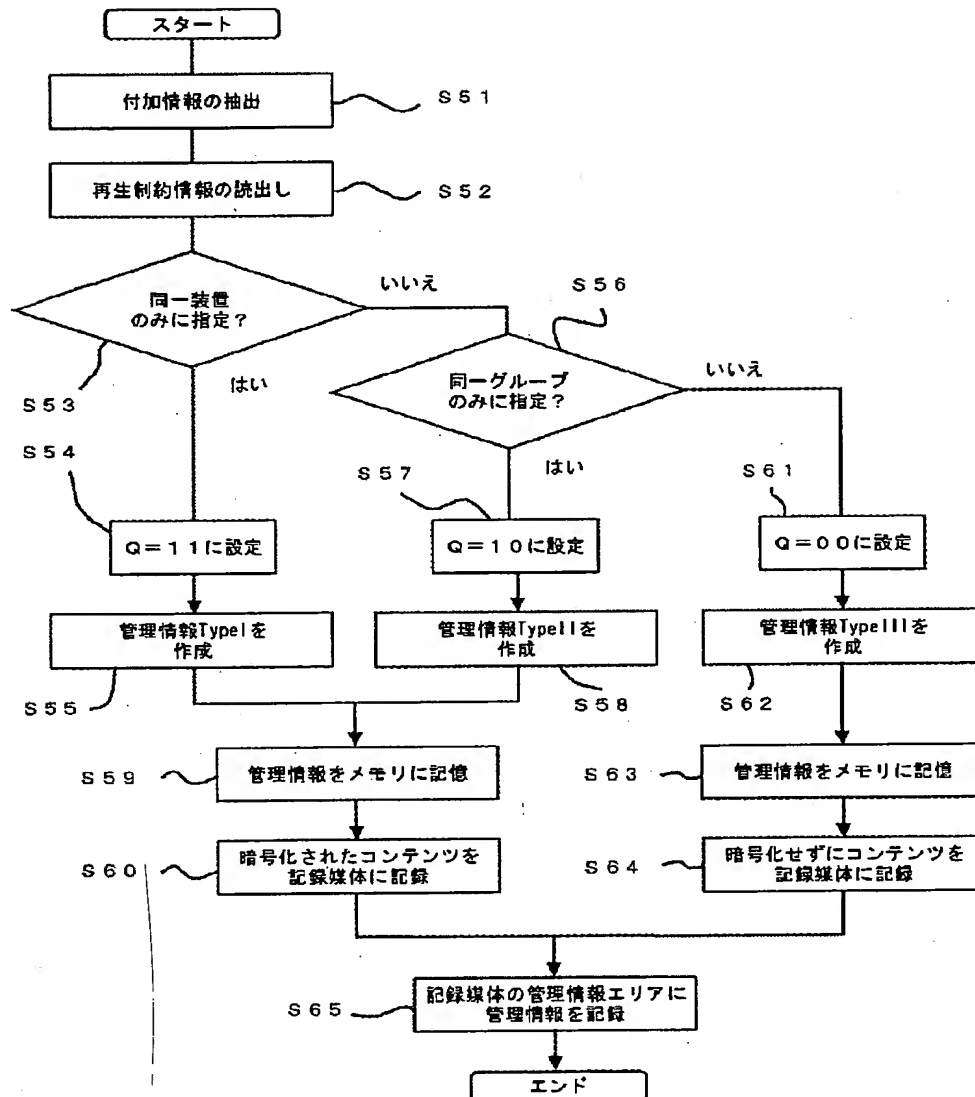 スタート
付加情報の抽出
S51
再生制約情報の読出し
S52
同一装置
のみに指定?
いいえ
はい
S53
S56
同一グループ
のみに指定?
いいえ
はい
S54
Q=11に設定
S57
Q=10に設定
S61
Q=00に設定
管理情報TypeIを
作成
S55
管理情報TypeIIを
作成
S58
管理情報TypeIIIを
作成
S62
S59
管理情報をメモリに記憶
S63
管理情報をメモリに記憶
S60
暗号化されたコンテンツを
記録媒体に記録
S64
暗号化せずにコンテンツを
記録媒体に記録
S65
記録媒体の管理情報エリアに
管理情報を記録
エンド